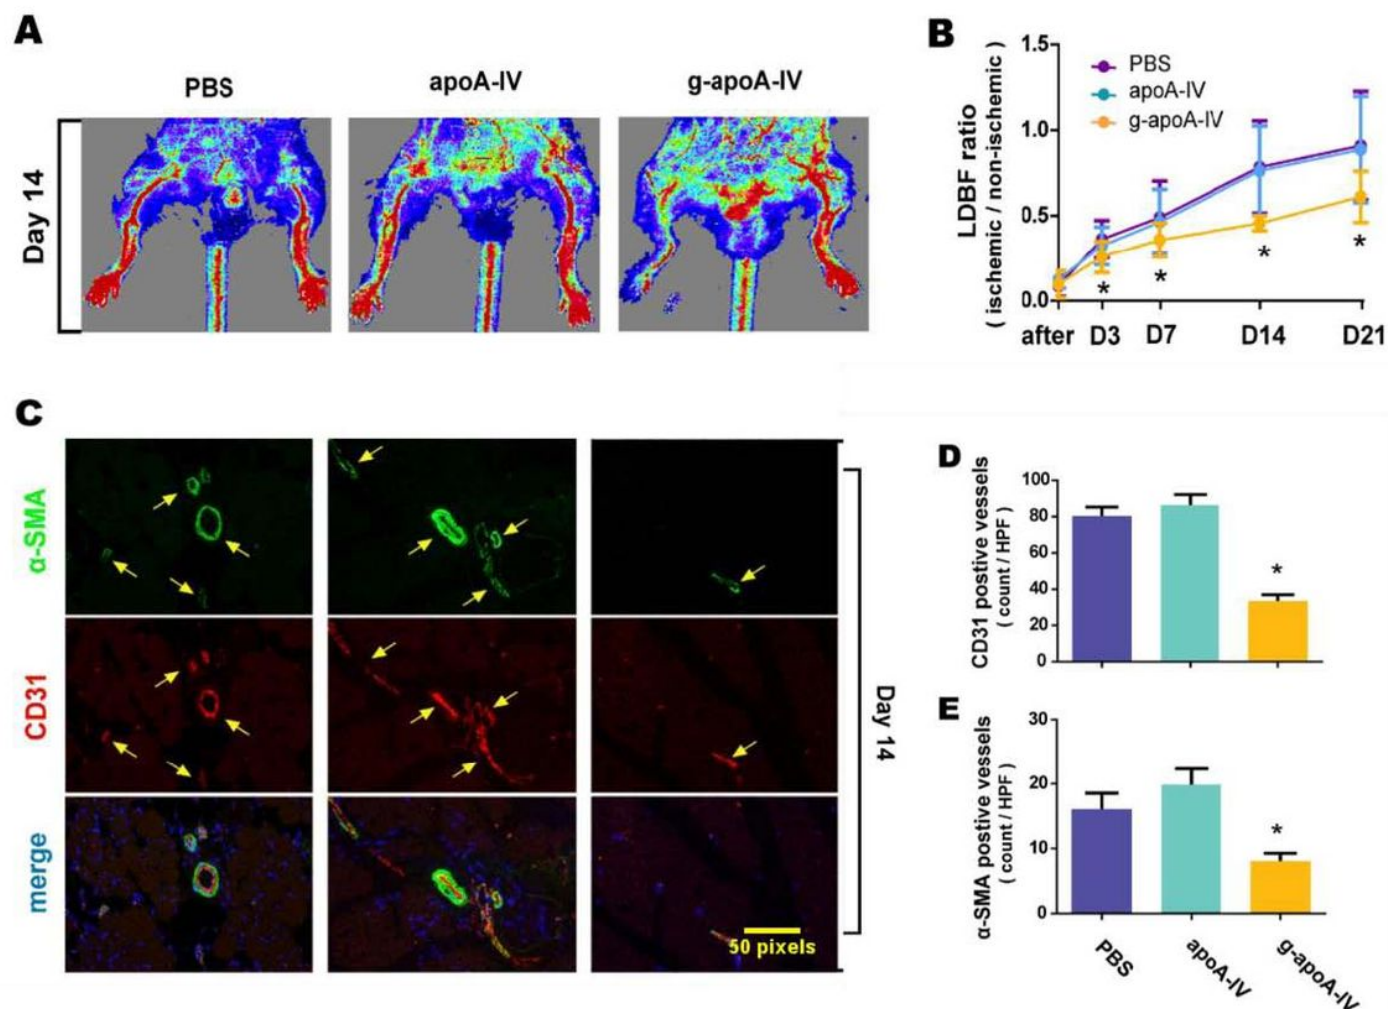 A
PBS
apoA-IV
g-apoA-IV
Day 14
B
LDBF ratio
( ischemic / non-ischemic )
1.5
1.0
0.5
0.0
PBS
apoA-IV
g-apoA-IV
*
*
*
*
after
D3
D7
D14
D21
C
α-SMA
CD31
merge
50 pixels
Day 14
D
CD31 postive vessels
( count / HPF )
100
80
60
40
20
0
*
E
α-SMA postive vessels
( count / HPF )
30
20
10
0
*
PBS
apoA-IV
g-apoA-IV